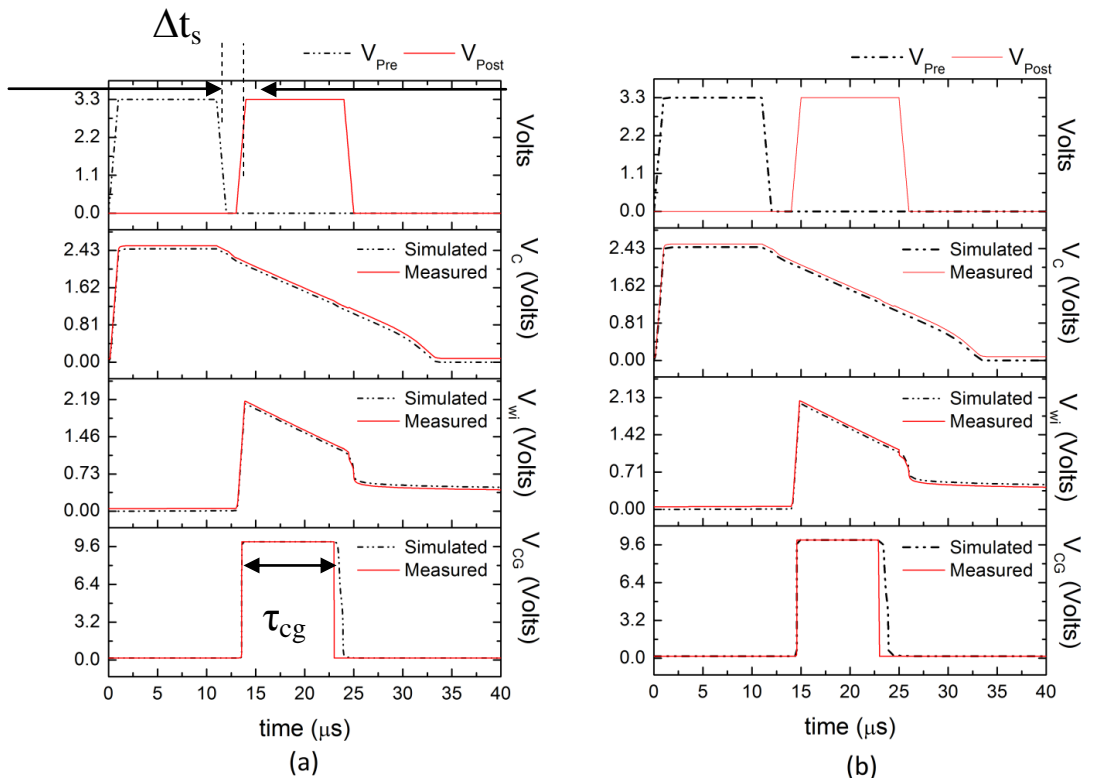 Δt_s
V_Pre V_Post
3.3
2.2
1.1
0.0
Volts
Simulated
Measured
2.43
1.62
0.81
0.00
V_C (Volts)
Simulated
Measured
2.19
1.46
0.73
0.00
V_wi (Volts)
Simulated
Measured
9.6
6.4
3.2
0.0
V_CG (Volts)
τ_cg
0 5 10 15 20 25 30 35 40
time (μs)
(a)
V_Pre V_Post
3.3
2.2
1.1
0.0
Volts
Simulated
Measured
2.43
1.62
0.81
0.00
V_C (Volts)
Simulated
Measured
2.13
1.42
0.71
0.00
V_wi (Volts)
Simulated
Measured
9.6
6.4
3.2
0.0
V_CG (Volts)
0 5 10 15 20 25 30 35 40
time (μs)
(b)